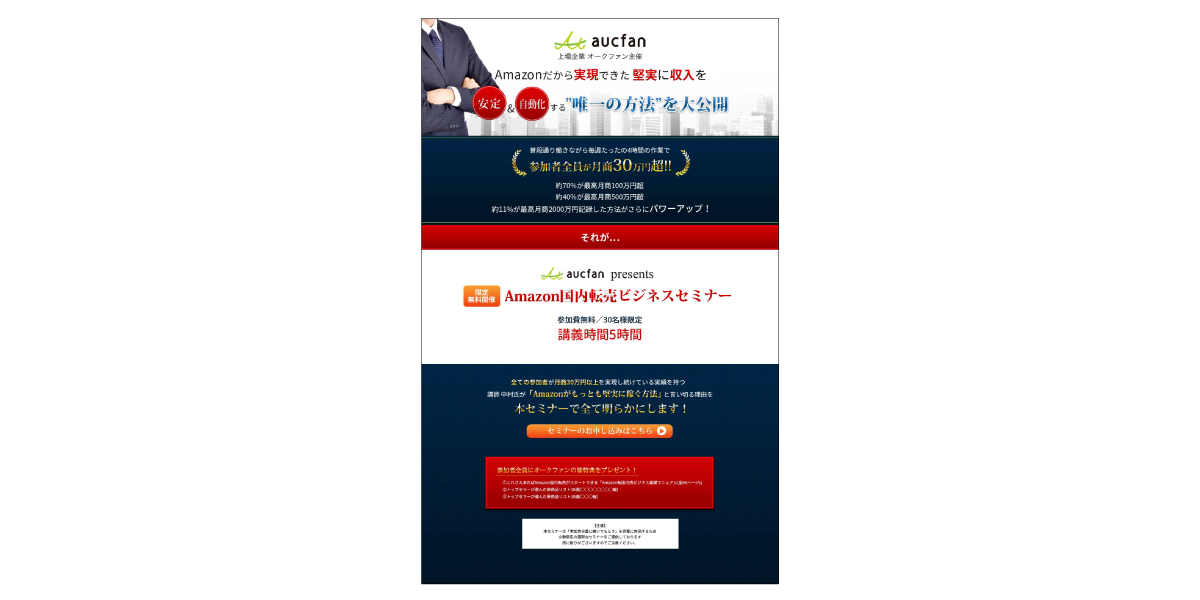 aucfan
上場企業 オークファン主催
Amazonだから実現できた 堅実に収入を
安定&自動化する"唯一の方法"を大公開
普段通り働きながら毎週たったの4時間の作業で
参加者全員が月商30万円超!!
約70%が最高月商100万円超
約40%が最高月商500万円超
約11%が最高月商2000万円記録した方法がさらにパワーアップ！
それが…
aucfan presents
限定
無料開催
Amazon国内転売ビジネスセミナー
参加費無料／30名様限定
講義時間5時間
全ての参加者が月商30万円以上を実現し続けている実績を持つ
講師 中村氏が「Amazonがもっとも堅実に稼ぐ方法」と言い切る理由を
本セミナーで全て明らかにします！
セミナーのお申し込みはこちら
参加者全員にオークファンの豪特典をプレゼント！
【注意】